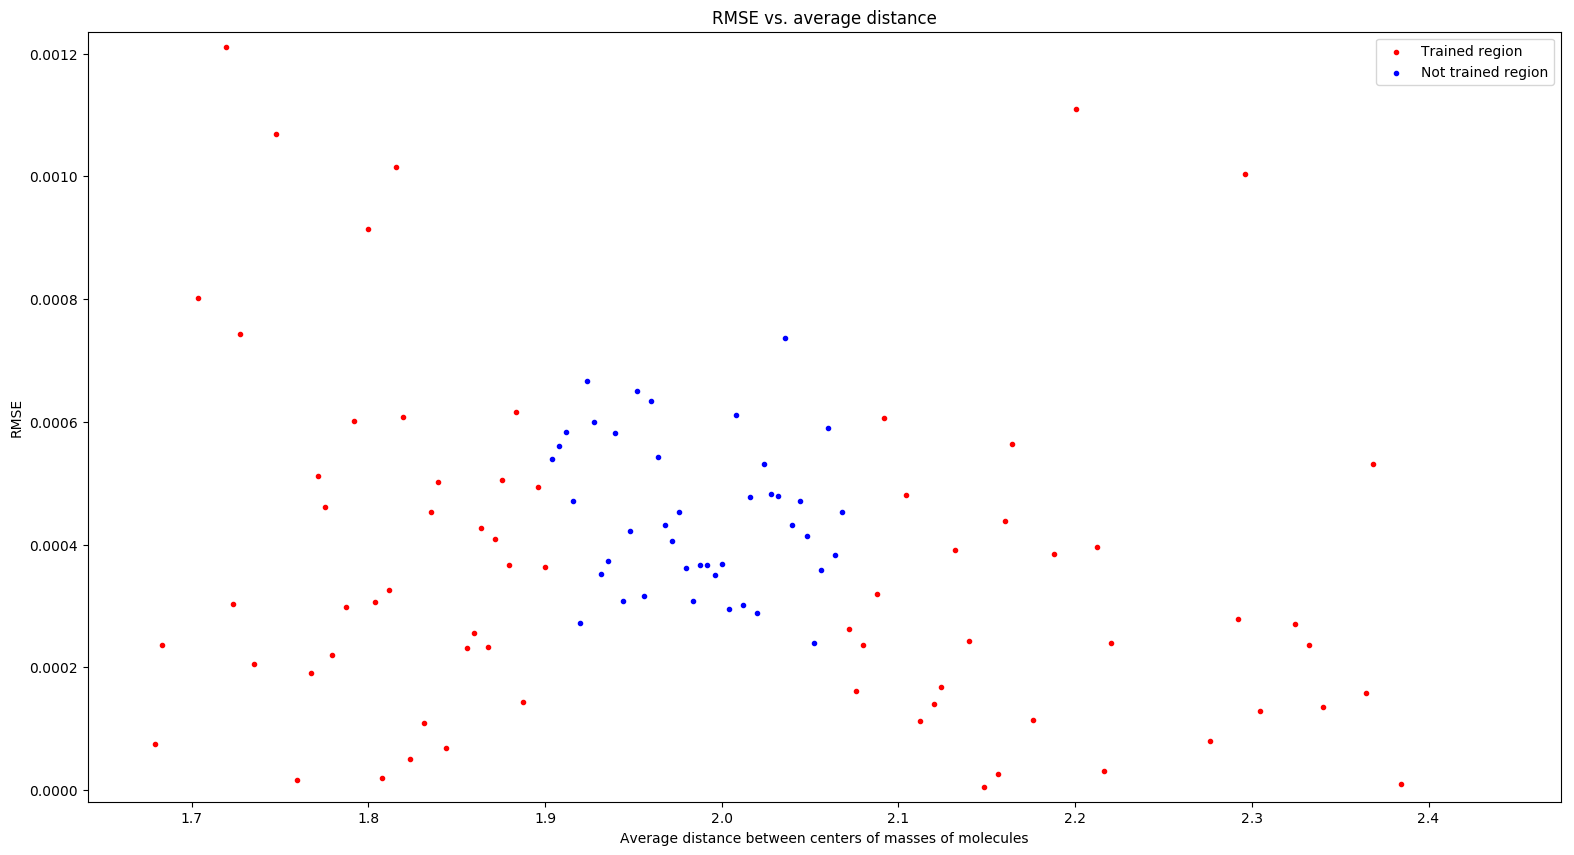 RMSE vs. average distance
Trained region
Not trained region
RMSE
0.0012
0.0010
0.0008
0.0006
0.0004
0.0002
0.0000
1.7 1.8 1.9 2.0 2.1 2.2 2.3 2.4
Average distance between centers of masses of molecules